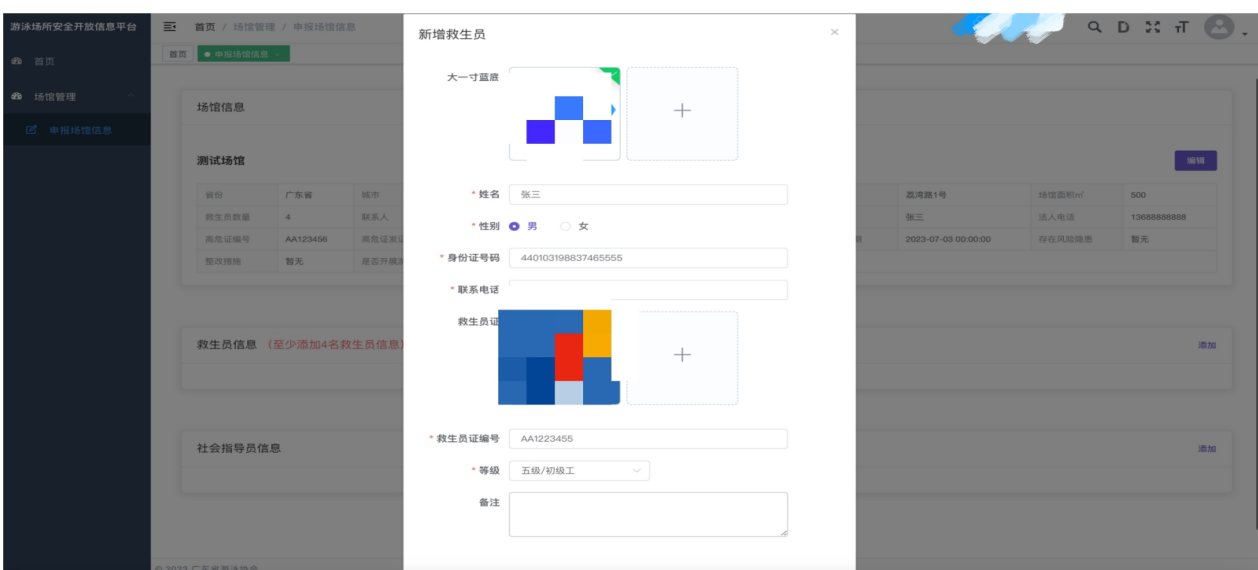 游泳场所安全开放信息平台
首页 / 场馆管理 / 申报场馆信息
首页
场馆管理
申报场馆信息
首页
申报场馆信息
场馆信息
测试场馆
编辑
省份 广东省 城市 荔湾路1号 场馆面积㎡ 500
救生员数量 4 联系人 张三 法人电话 13688888888
高危证编号 AA123456 高危证发证 2023-07-03 00:00:00 存在风险隐患 暂无
整改措施 暂无 是否开展游
救生员信息 (至少添加4名救生员信息)
添加
社会指导员信息
添加
© 2023 广东省游泳协会
新增救生员
大一寸蓝底
* 姓名 张三
* 性别 男 女
* 身份证号码 440103198837465555
* 联系电话
救生员证
* 救生员证编号 AA1223455
* 等级 五级/初级工
备注